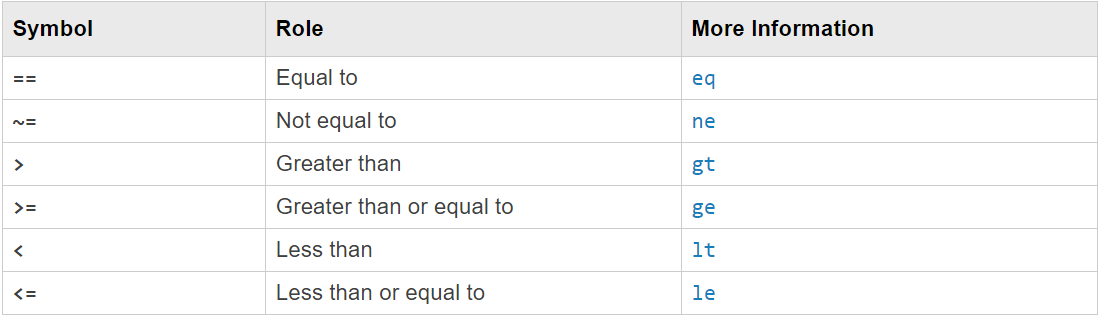 Symbol Role More Information
== Equal to eq
~= Not equal to ne
> Greater than gt
>= Greater than or equal to ge
< Less than lt
<= Less than or equal to le